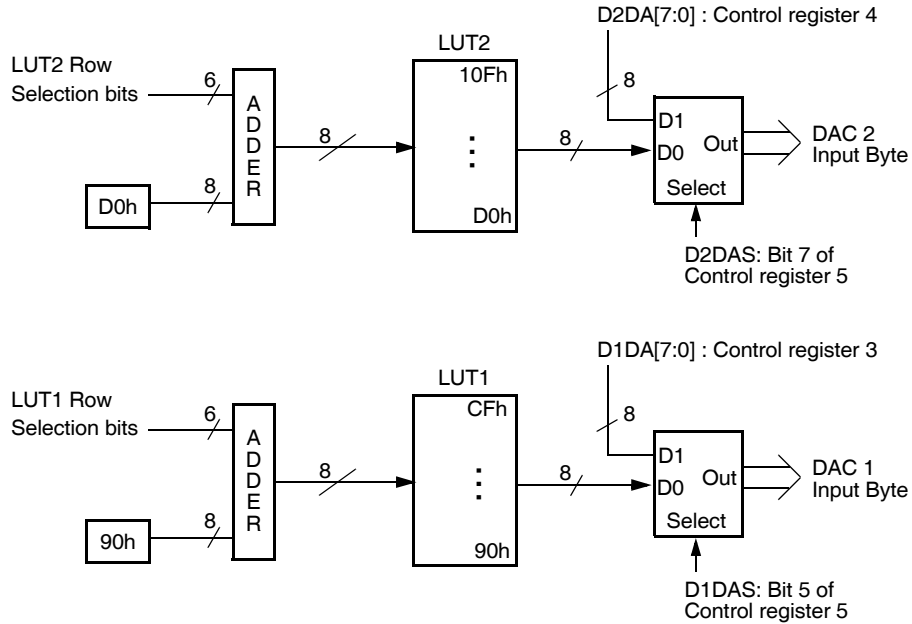 D2DA[7:0] : Control register 4
LUT2
LUT2 Row
Selection bits
6
ADDER
8
D0h
8
10Fh
⋮
D0h
8
8
D1
D0
Out
Select
DAC 2
Input Byte
D2DAS: Bit 7 of
Control register 5
D1DA[7:0] : Control register 3
LUT1
LUT1 Row
Selection bits
6
ADDER
8
90h
8
CFh
⋮
90h
8
8
D1
D0
Out
Select
DAC 1
Input Byte
D1DAS: Bit 5 of
Control register 5